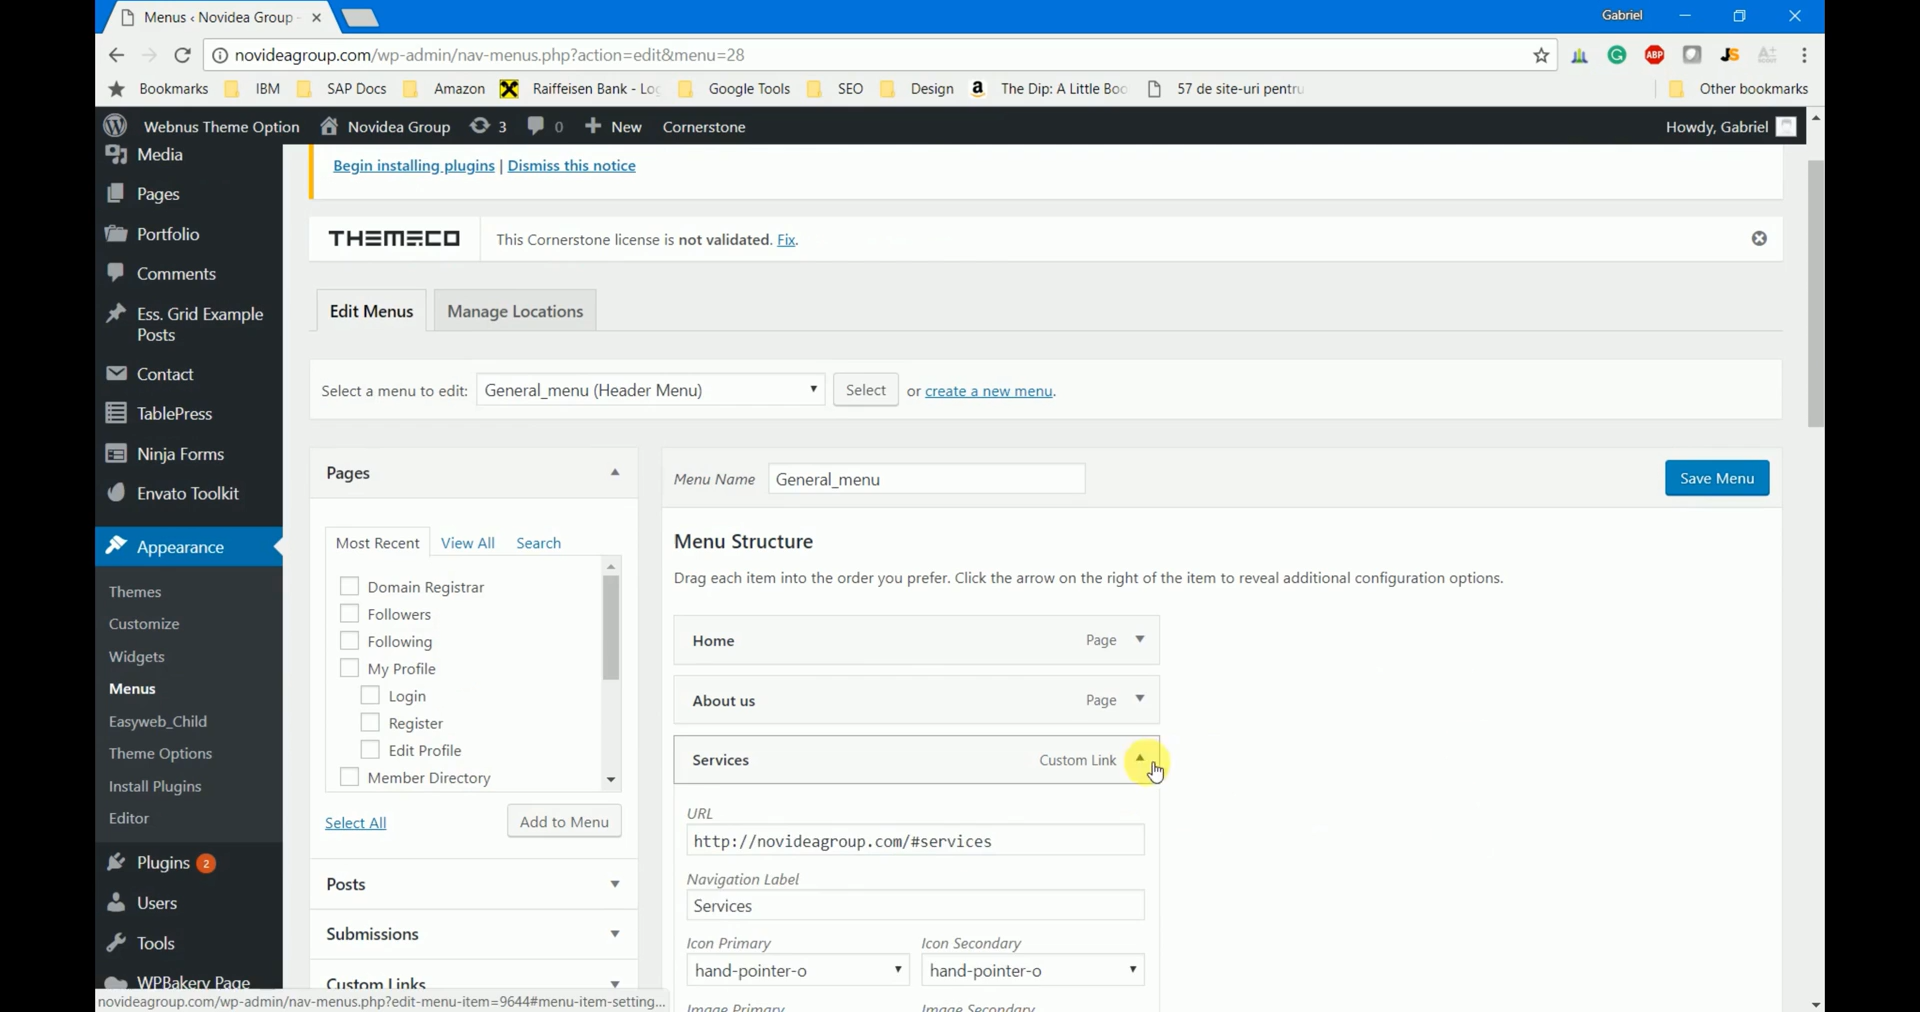 Menus ‹ Novidea Group -
Gabriel
novideagroup.com/wp-admin/nav-menus.php?action=edit&menu=28
Bookmarks IBM SAP Docs Amazon Raiffeisen Bank - Google Tools SEO Design The Dip: A Little 57 de site-uri
Other bookmarks
Webnus Theme Option Novidea Group 3 0 New Cornerstone
Howdy, Gabriel
Media
Pages
Portfolio
Comments
Ess. Grid Example
Posts
Contact
TablePress
Ninja Forms
Envato Toolkit
Appearance
Themes
Customize
Widgets
Menus
Easyweb_Child
Theme Options
Install Plugins
Editor
Plugins 2
Users
Tools
WPBakery Page
Begin installing plugins | Dismiss this notice
THEMECO
This Cornerstone license is not validated. Fix.
Edit Menus
Manage Locations
Select a menu to edit: General_menu (Header Menu) Select or create a new menu.
Pages
Most Recent View All Search
Domain Registrar
Followers
Following
My Profile
Login
Register
Edit Profile
Member Directory
Select All
Add to Menu
Posts
Submissions
Custom Links
Menu Name General_menu
Save Menu
Menu Structure
Drag each item into the order you prefer. Click the arrow on the right of the item to reveal additional configuration options.
Home Page
About us Page
Services Custom Link
URL
http://novideagroup.com/#services
Navigation Label
Services
Icon Primary Icon Secondary
hand-pointer-o hand-pointer-o
Image Primary Image Secondary
novideagroup.com/wp-admin/nav-menus.php?edit-menu-item=9644#menu-item-setting...